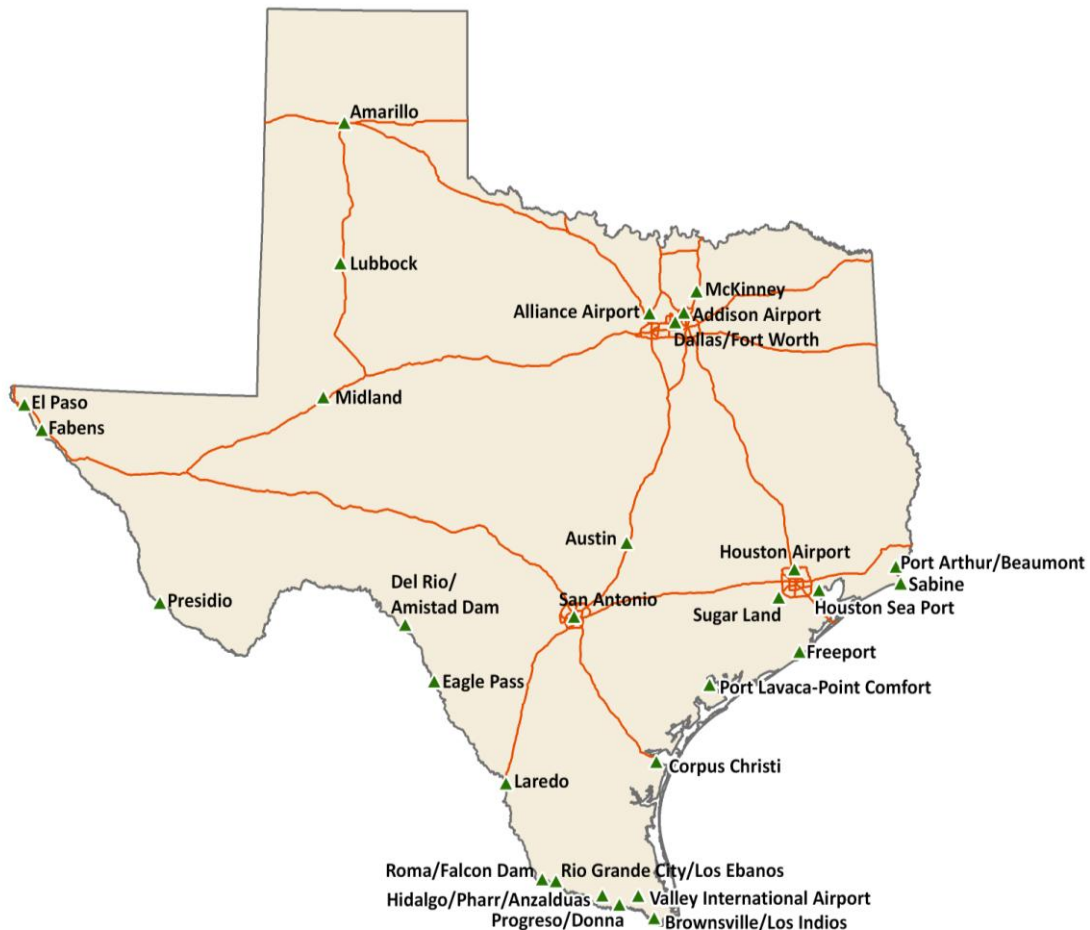 Amarillo
Lubbock
McKinney
Alliance Airport
Addison Airport
Dallas/Fort Worth
Midland
El Paso
Fabens
Austin
Houston Airport
Port Arthur/Beaumont
Sabine
Del Rio/
Amistad Dam
San Antonio
Presidio
Sugar Land
Houston Sea Port
Freeport
Eagle Pass
Port Lavaca-Point Comfort
Corpus Christi
Laredo
Roma/Falcon Dam
Rio Grande City/Los Ebanos
Hidalgo/Pharr/Anzalduas
Valley International Airport
Progreso/Donna
Brownsville/Los Indios